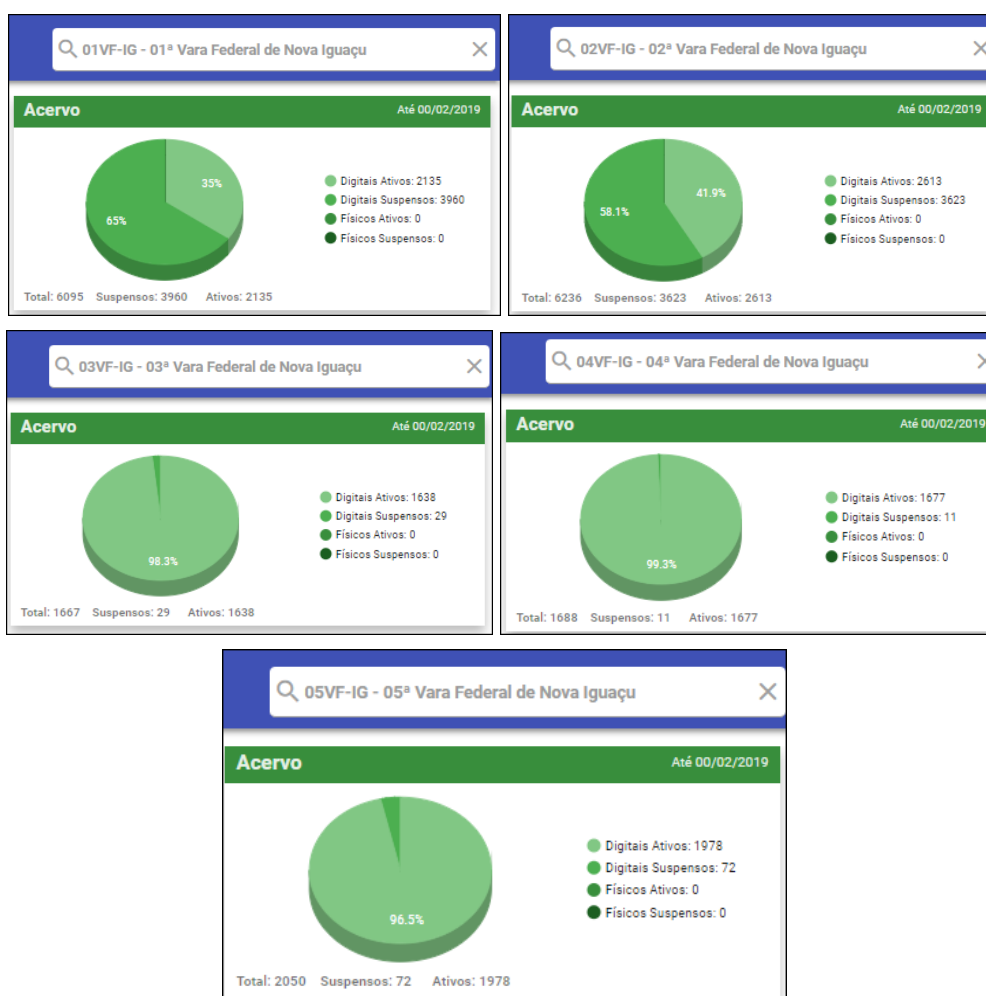 01VF-IG - 01ª Vara Federal de Nova Iguaçu
Acervo
Até 00/02/2019
35%
65%
Digitais Ativos: 2135
Digitais Suspensos: 3960
Físicos Ativos: 0
Físicos Suspensos: 0
Total: 6095 Suspensos: 3960 Ativos: 2135
02VF-IG - 02ª Vara Federal de Nova Iguaçu
Acervo
Até 00/02/2019
41.9%
58.1%
Digitais Ativos: 2613
Digitais Suspensos: 3623
Físicos Ativos: 0
Físicos Suspensos: 0
Total: 6236 Suspensos: 3623 Ativos: 2613
03VF-IG - 03ª Vara Federal de Nova Iguaçu
Acervo
Até 00/02/2019
98.3%
Digitais Ativos: 1638
Digitais Suspensos: 29
Físicos Ativos: 0
Físicos Suspensos: 0
Total: 1667 Suspensos: 29 Ativos: 1638
04VF-IG - 04ª Vara Federal de Nova Iguaçu
Acervo
Até 00/02/2019
99.3%
Digitais Ativos: 1677
Digitais Suspensos: 11
Físicos Ativos: 0
Físicos Suspensos: 0
Total: 1688 Suspensos: 11 Ativos: 1677
05VF-IG - 05ª Vara Federal de Nova Iguaçu
Acervo
Até 00/02/2019
96.5%
Digitais Ativos: 1978
Digitais Suspensos: 72
Físicos Ativos: 0
Físicos Suspensos: 0
Total: 2050 Suspensos: 72 Ativos: 1978